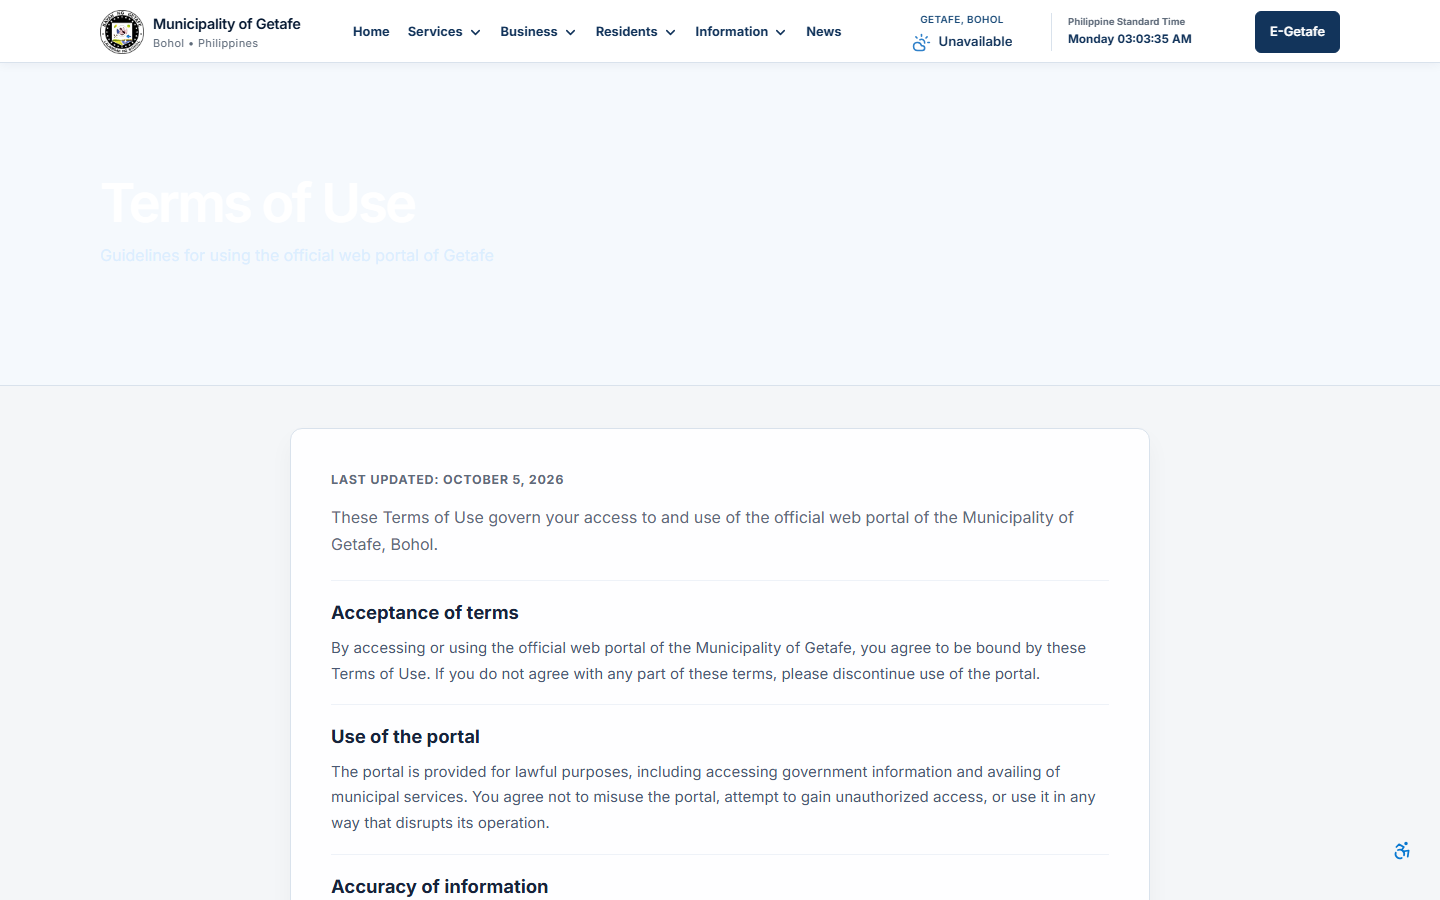 Municipality of Getafe
Bohol • Philippines
Home
Services
Business
Residents
Information
News
GETAFE, BOHOL
Unavailable
Philippine Standard Time
Monday 03:03:35 AM
E-Getafe
Terms of Use
Guidelines for using the official web portal of Getafe
LAST UPDATED: OCTOBER 5, 2026
These Terms of Use govern your access to and use of the official web portal of the Municipality of
Getafe, Bohol.
Acceptance of terms
By accessing or using the official web portal of the Municipality of Getafe, you agree to be bound by these
Terms of Use. If you do not agree with any part of these terms, please discontinue use of the portal.
Use of the portal
The portal is provided for lawful purposes, including accessing government information and availing of
municipal services. You agree not to misuse the portal, attempt to gain unauthorized access, or use it in any
way that disrupts its operation.
Accuracy of information